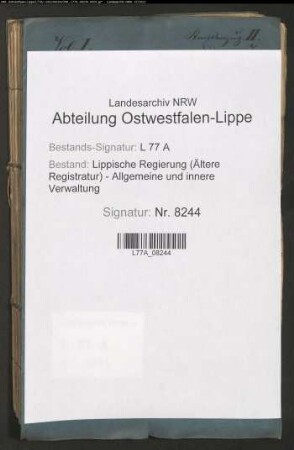 Vol. I.
Landesarchiv NRW
Abteilung Ostwestfalen-Lippe
Bestands-Signatur: L 77 A
Bestand: Lippische Regierung (Ältere
Registratur) - Allgemeine und innere
Verwaltung
Signatur: Nr. 8244
L77A_08244